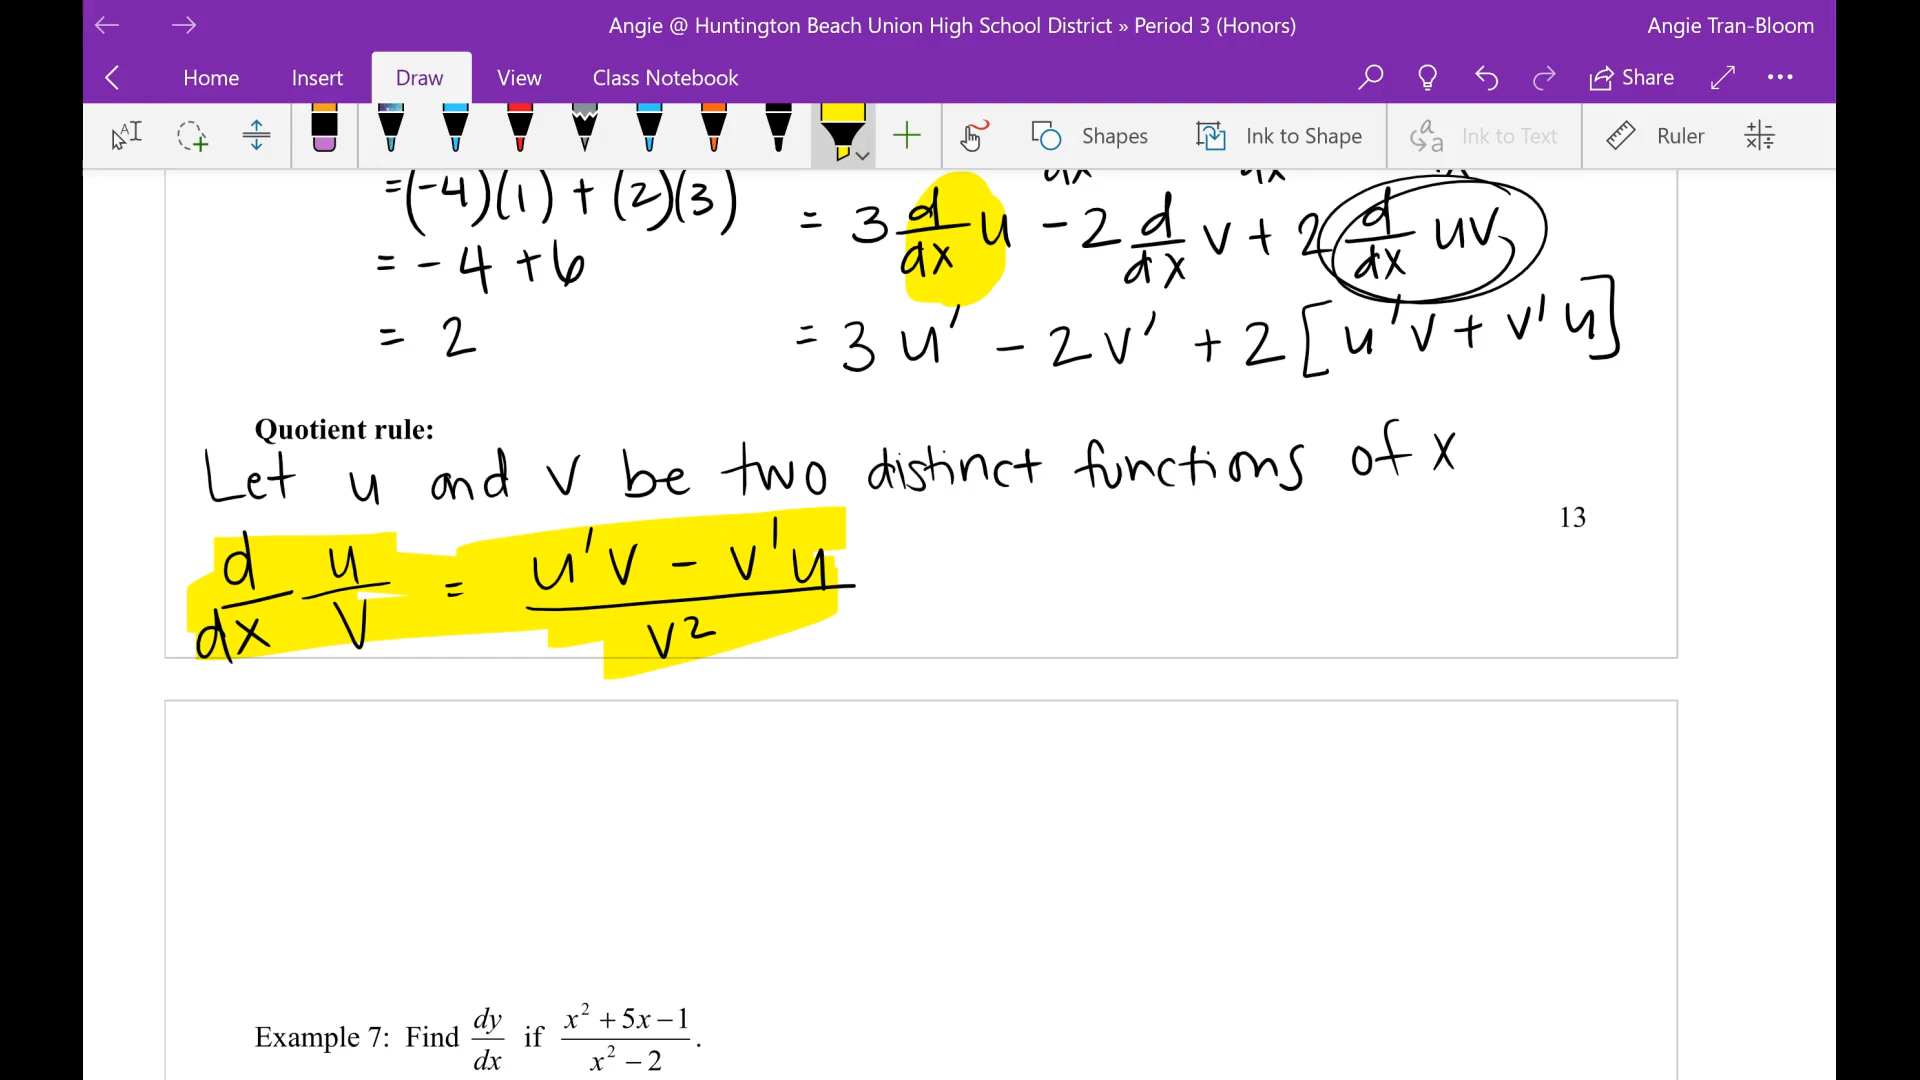 Angie @ Huntington Beach Union High School District » Period 3 (Honors)
Angie Tran-Bloom
Home Insert Draw View Class Notebook Share
Shapes Ink to Shape Ink to Text Ruler
=(-4)(1) + (2)(3)
= -4 + 6
= 2
= 3 d/dx u - 2 d/dx v + 2 d/dx uv
= 3u' - 2v' + 2[u'v + v'u]
Quotient rule:
Let u and v be two distinct functions of x
13
d/dx u/v = (u'v - v'u)/v²
Example 7: Find dy/dx if (x² + 5x − 1)/(x² − 2).